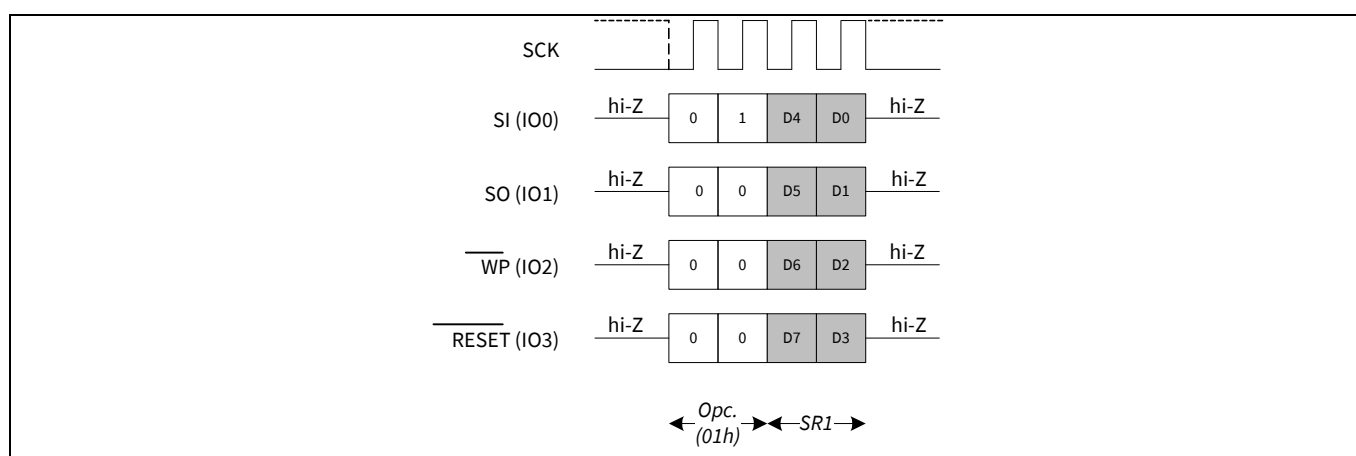 SCK
SI (IO0) hi-Z 0 1 D4 D0 hi-Z
SO (IO1) hi-Z 0 0 D5 D1 hi-Z
WP (IO2) hi-Z 0 0 D6 D2 hi-Z
RESET (IO3) hi-Z 0 0 D7 D3 hi-Z
Opc. SR1
(01h)